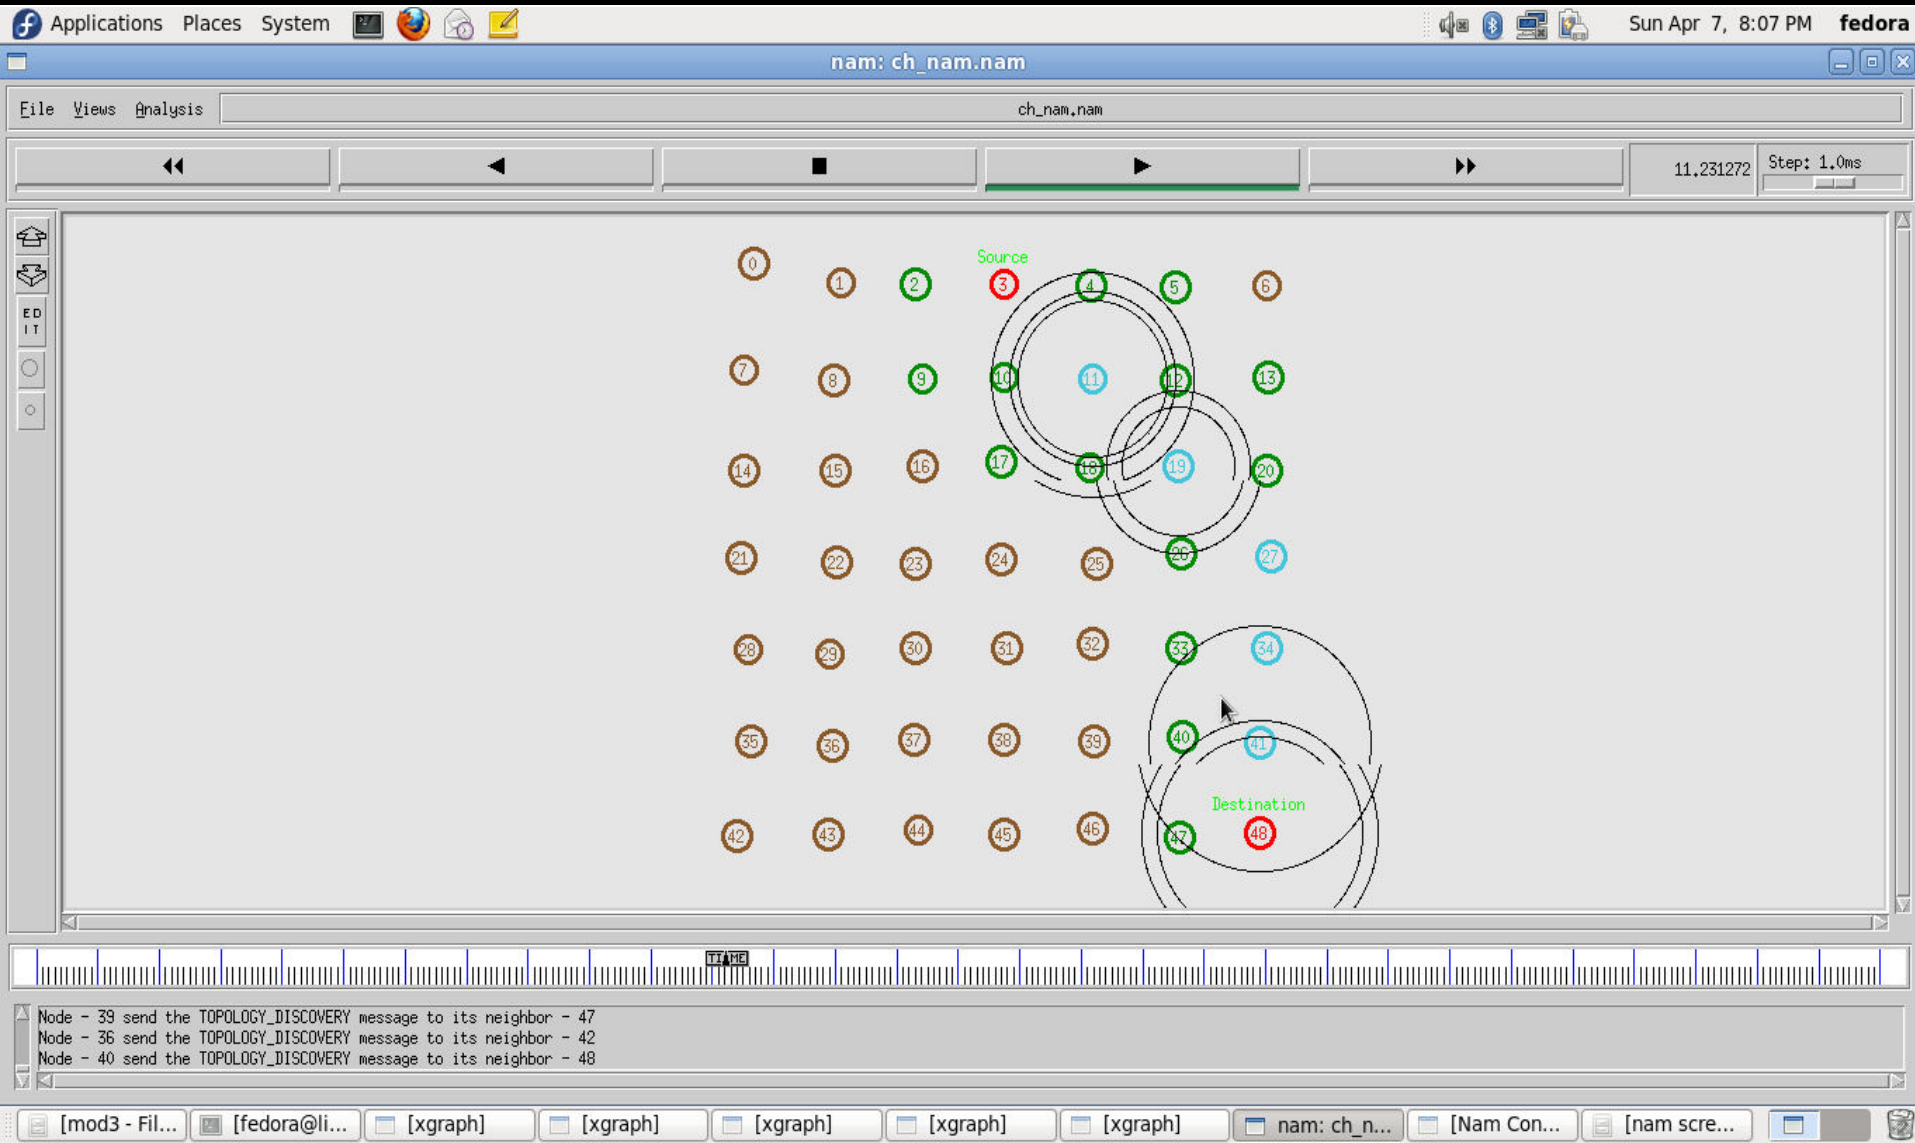 Applications Places System Sun Apr 7, 8:07 PM fedora
nam: ch_nam.nam
File Views Analysis ch_nam.nam
11.231272 Step: 1.0ms
ED
IT
Source
0 1 2 3 4 5 6
7 8 9 10 11 12 13
14 15 16 17 18 19 20
21 22 23 24 25 26 27
28 29 30 31 32 33 34
35 36 37 38 39 40 41
Destination
42 43 44 45 46 47 48
TIME
Node - 39 send the TOPOLOGY_DISCOVERY message to its neighbor - 47
Node - 36 send the TOPOLOGY_DISCOVERY message to its neighbor - 42
Node - 40 send the TOPOLOGY_DISCOVERY message to its neighbor - 48
[mod3 - Fil... [fedora@li... [xgraph] [xgraph] [xgraph] [xgraph] [xgraph] nam: ch_n... [Nam Con... [nam scre...